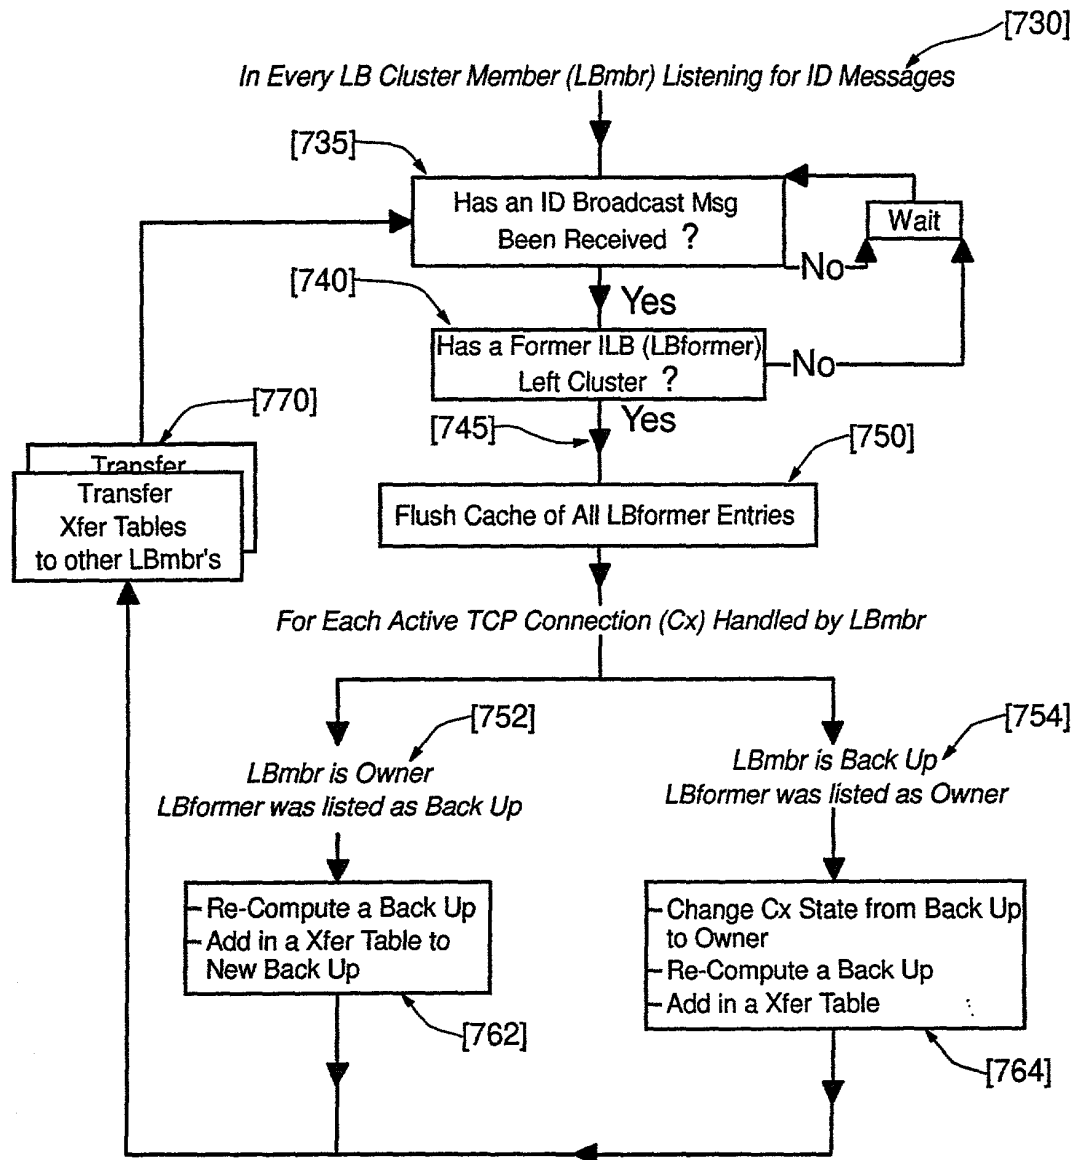 [730]
In Every LB Cluster Member (LBmbr) Listening for ID Messages
[735]
Has an ID Broadcast Msg
Been Received ?
Wait
No
[740]
Yes
Has a Former ILB (LBformer)
Left Cluster ?
No
[770]
[745]
Yes
[750]
Transfer
Transfer
Xfer Tables
to other LBmbr's
Flush Cache of All LBformer Entries
For Each Active TCP Connection (Cx) Handled by LBmbr
[752]
[754]
LBmbr is Owner
LBformer was listed as Back Up
LBmbr is Back Up
LBformer was listed as Owner
– Re-Compute a Back Up
– Add in a Xfer Table to
New Back Up
– Change Cx State from Back Up
to Owner
– Re-Compute a Back Up
– Add in a Xfer Table
[762]
[764]